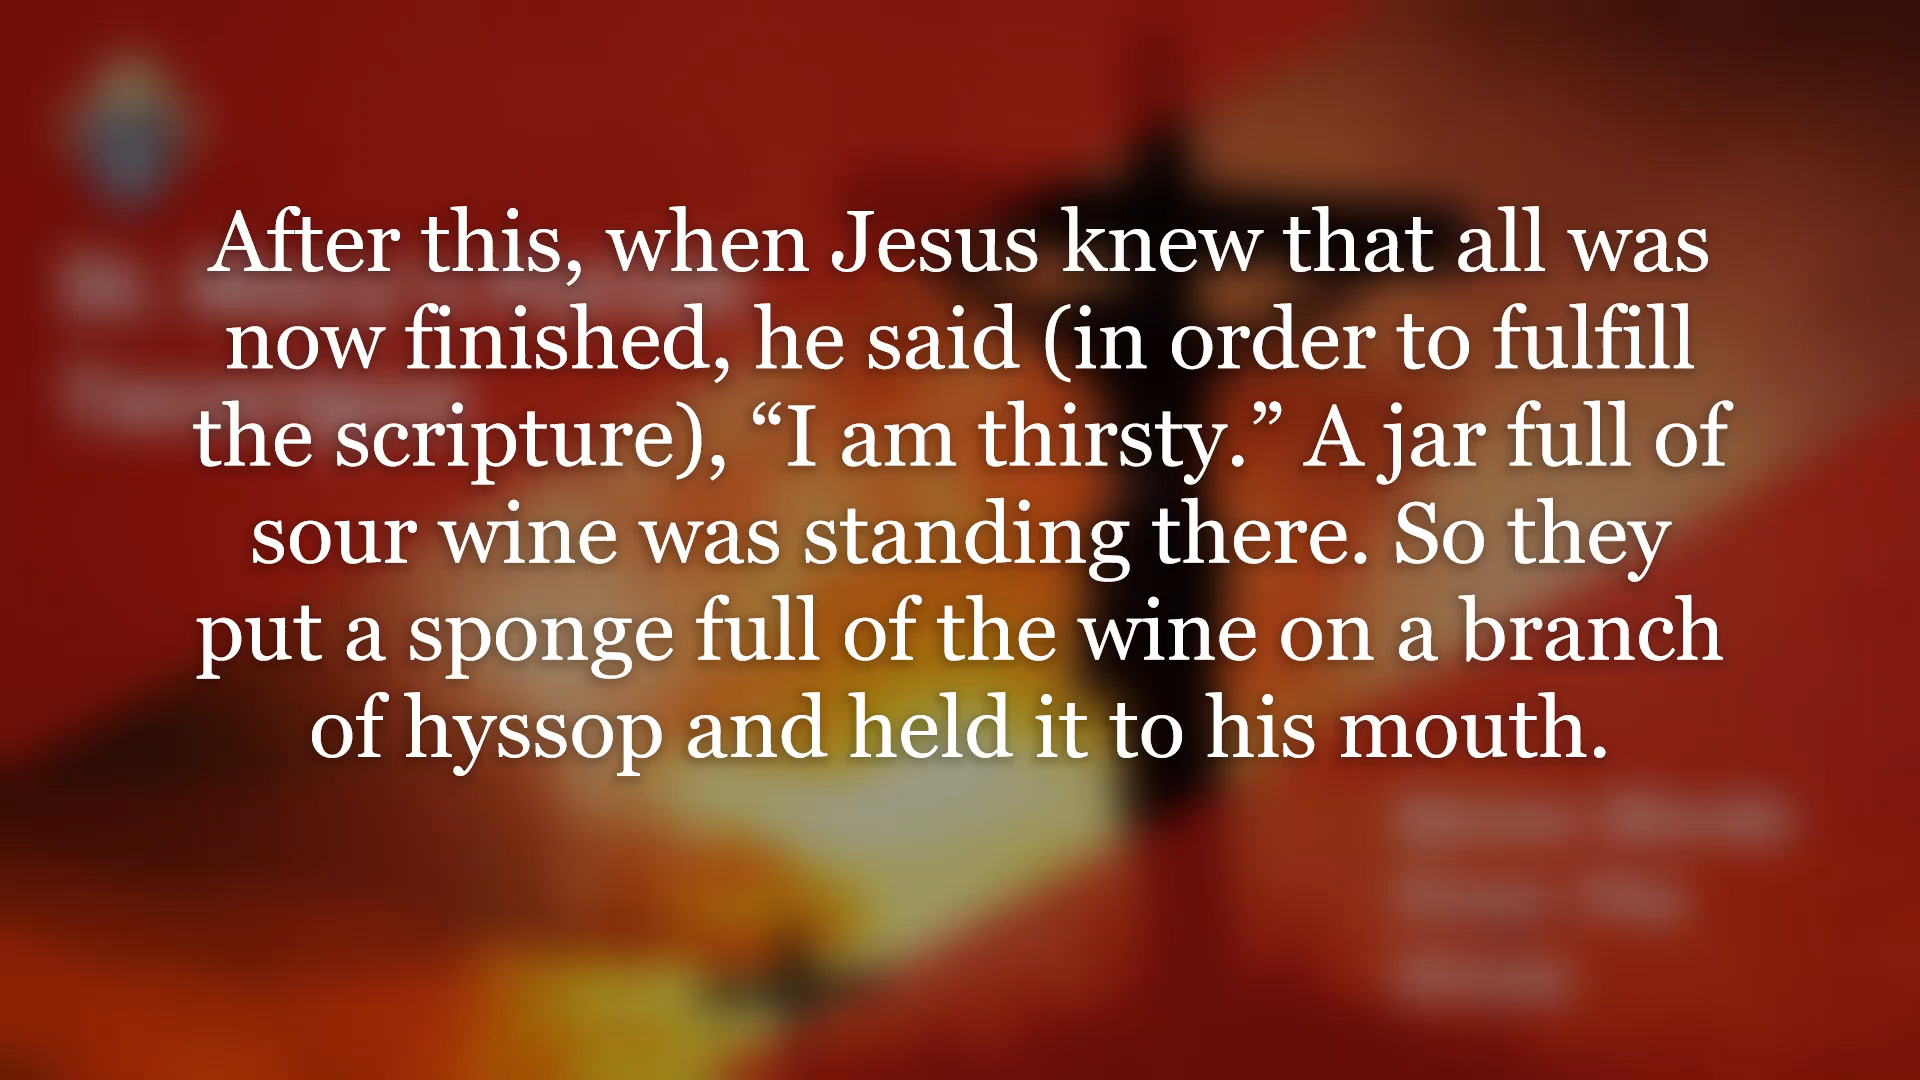 After this, when Jesus knew that all was
now finished, he said (in order to fulfill
the scripture), “I am thirsty.” A jar full of
sour wine was standing there. So they
put a sponge full of the wine on a branch
of hyssop and held it to his mouth.